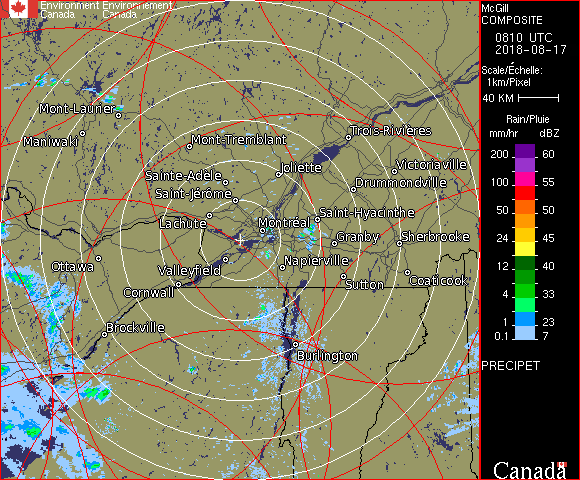 Environment Environnement
Canada Canada
McGill
COMPOSITE
0810 UTC
2018-08-17
Scale/Échelle:
1km/Pixel
40 KM
Rain/Pluie
mm/hr dBZ
200 60
100 55
50 50
24 45
12 40
4 33
1 23
0.1 7
PRECIPET
Canada
Mont-Laurier
Maniwaki
Mont-Tremblant
Trois-Rivières
Joliette
Victoriaville
Sainte-Adèle
Drummondville
Saint-Jérôme
Lachute
Montréal
Saint-Hyacinthe
Granby
Sherbrooke
Ottawa
Valleyfield
Napierville
Sutton
Coaticook
Cornwall
Brockville
Burlington